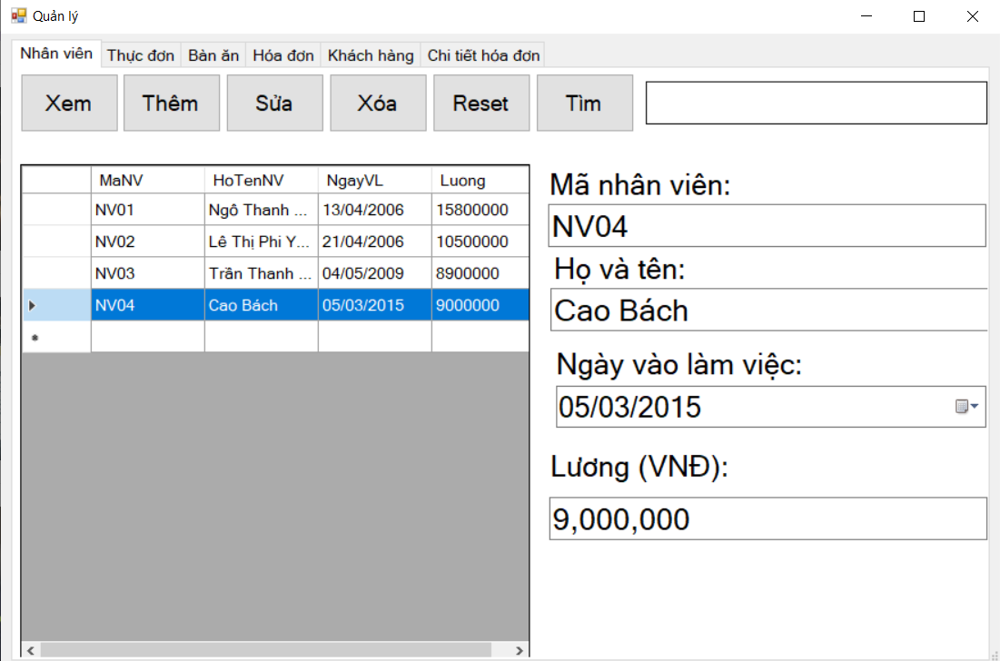 Quản lý
Nhân viên Thực đơn Bàn ăn Hóa đơn Khách hàng Chi tiết hóa đơn
Xem Thêm Sửa Xóa Reset Tìm
MaNV HoTenNV NgayVL Luong
NV01 Ngô Thanh ... 13/04/2006 15800000
NV02 Lê Thị Phi Y... 21/04/2006 10500000
NV03 Trần Thanh ... 04/05/2009 8900000
NV04 Cao Bách 05/03/2015 9000000
Mã nhân viên:
NV04
Họ và tên:
Cao Bách
Ngày vào làm việc:
05/03/2015
Lương (VNĐ):
9,000,000